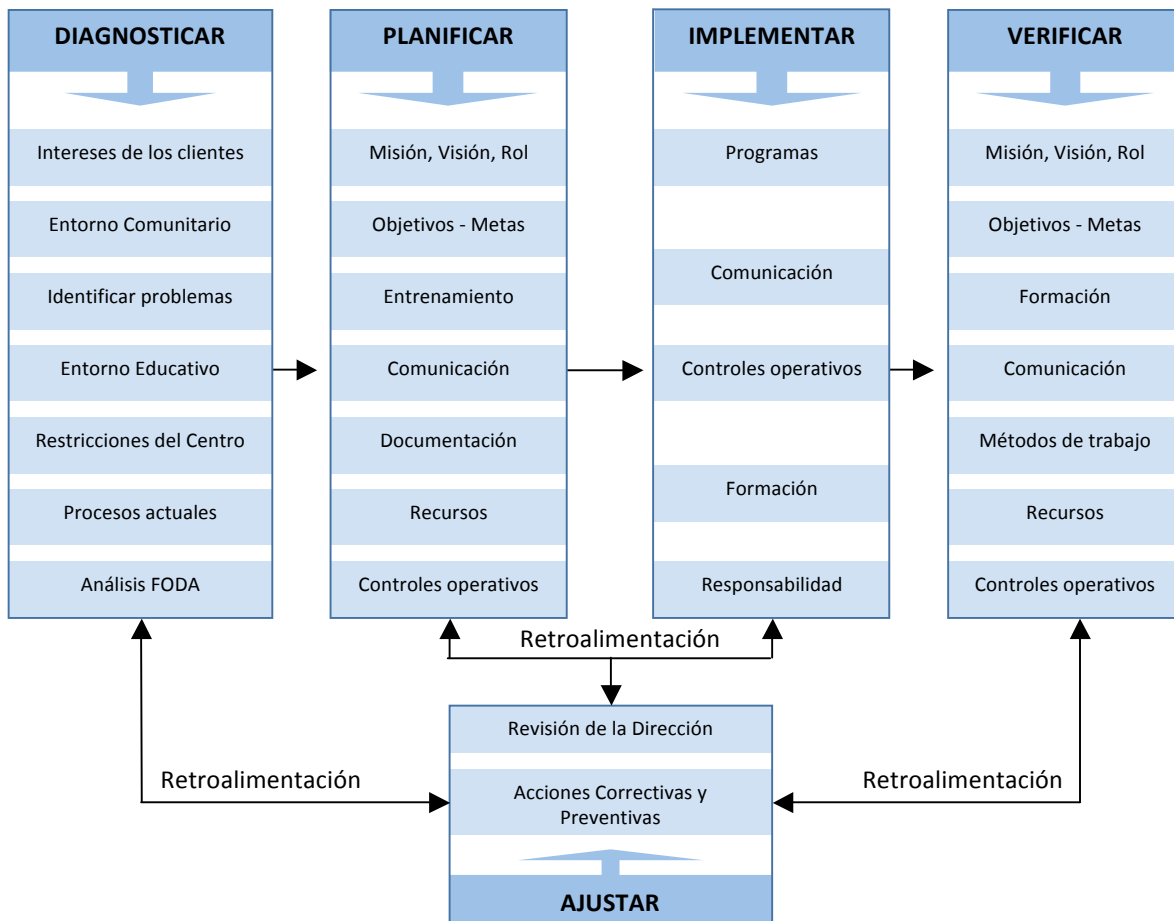 DIAGNOSTICAR
Intereses de los clientes
Entorno Comunitario
Identificar problemas
Entorno Educativo
Restricciones del Centro
Procesos actuales
Análisis FODA
PLANIFICAR
Misión, Visión, Rol
Objetivos - Metas
Entrenamiento
Comunicación
Documentación
Recursos
Controles operativos
IMPLEMENTAR
Programas
Comunicación
Controles operativos
Formación
Responsabilidad
VERIFICAR
Misión, Visión, Rol
Objetivos - Metas
Formación
Comunicación
Métodos de trabajo
Recursos
Controles operativos
Retroalimentación
Retroalimentación
Retroalimentación
Revisión de la Dirección
Acciones Correctivas y
Preventivas
AJUSTAR